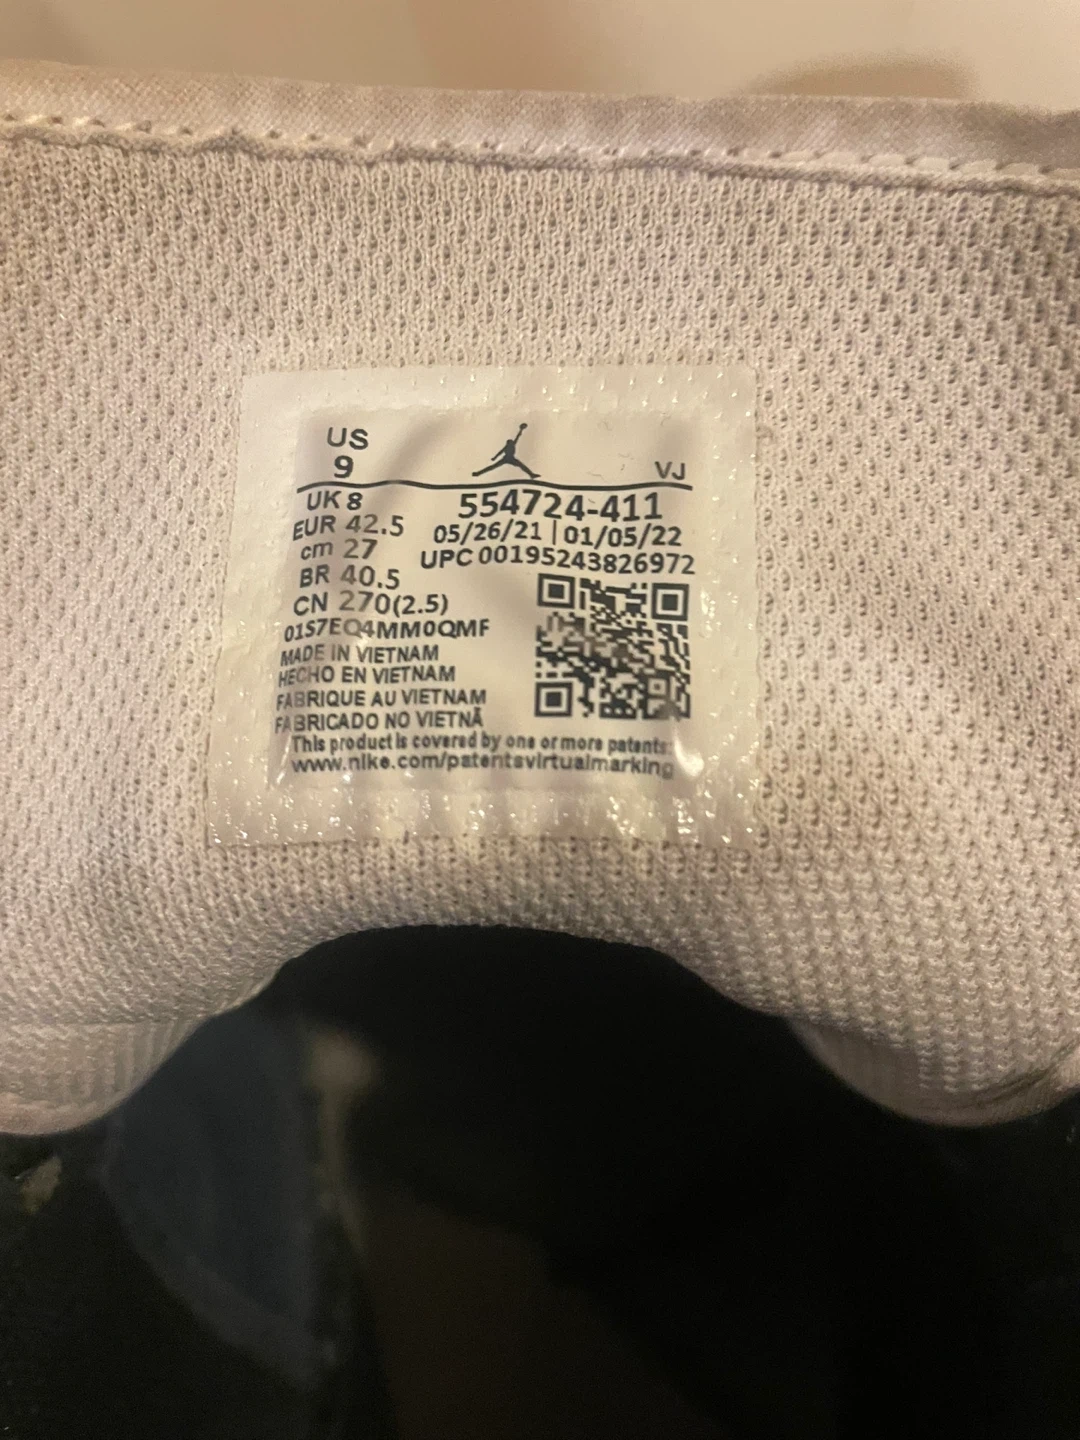 US
9
VJ
UK 8
554724-411
EUR 42.5
05/26/21 | 01/05/22
cm 27
UPC 00195243826972
BR 40.5
CN 270(2.5)
01S7EQ4MM0QMF
MADE IN VIETNAM
HECHO EN VIETNAM
FABRIQUE AU VIETNAM
FABRICADO NO VIETNÃ
This product is covered by one or more patents:
www.nike.com/patentsvirtualmarking